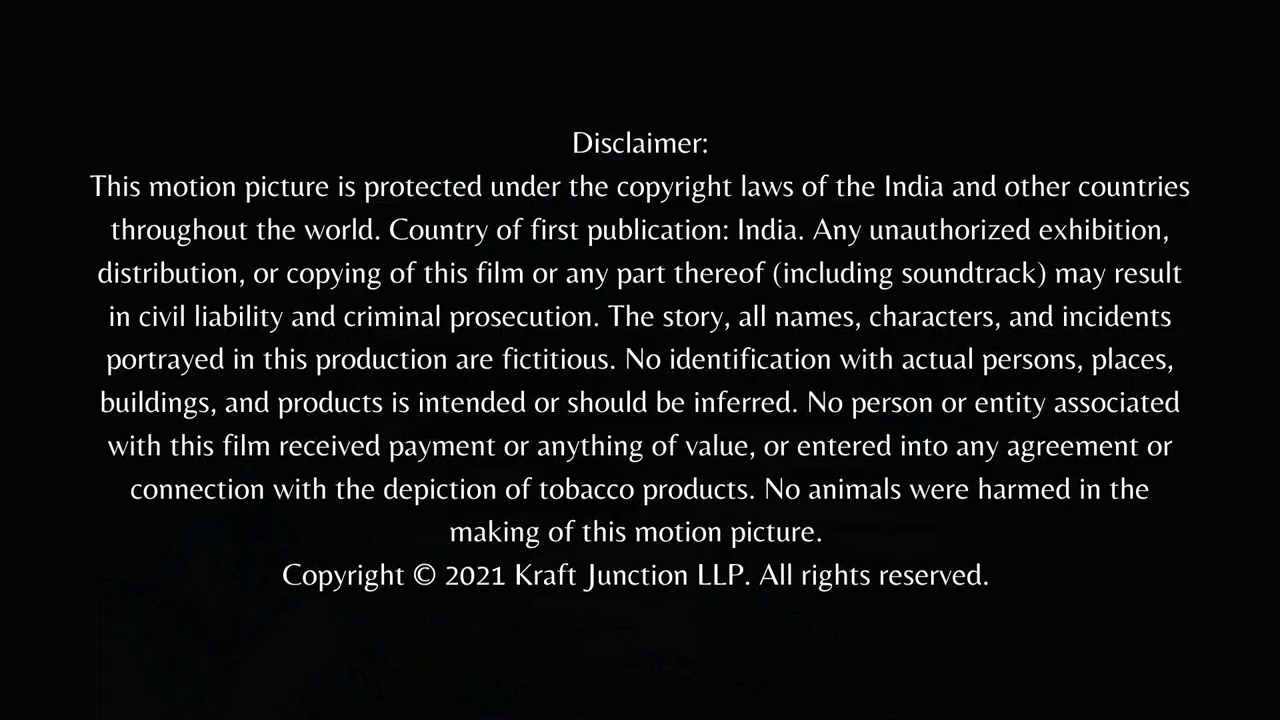 Disclaimer:
This motion picture is protected under the copyright laws of the India and other countries
throughout the world. Country of first publication: India. Any unauthorized exhibition,
distribution, or copying of this film or any part thereof (including soundtrack) may result
in civil liability and criminal prosecution. The story, all names, characters, and incidents
portrayed in this production are fictitious. No identification with actual persons, places,
buildings, and products is intended or should be inferred. No person or entity associated
with this film received payment or anything of value, or entered into any agreement or
connection with the depiction of tobacco products. No animals were harmed in the
making of this motion picture.
Copyright © 2021 Kraft Junction LLP. All rights reserved.